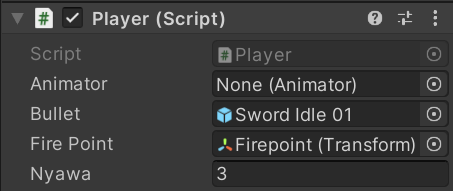 Player (Script)
Script Player
Animator None (Animator)
Bullet Sword Idle 01
Fire Point Firepoint (Transform)
Nyawa 3